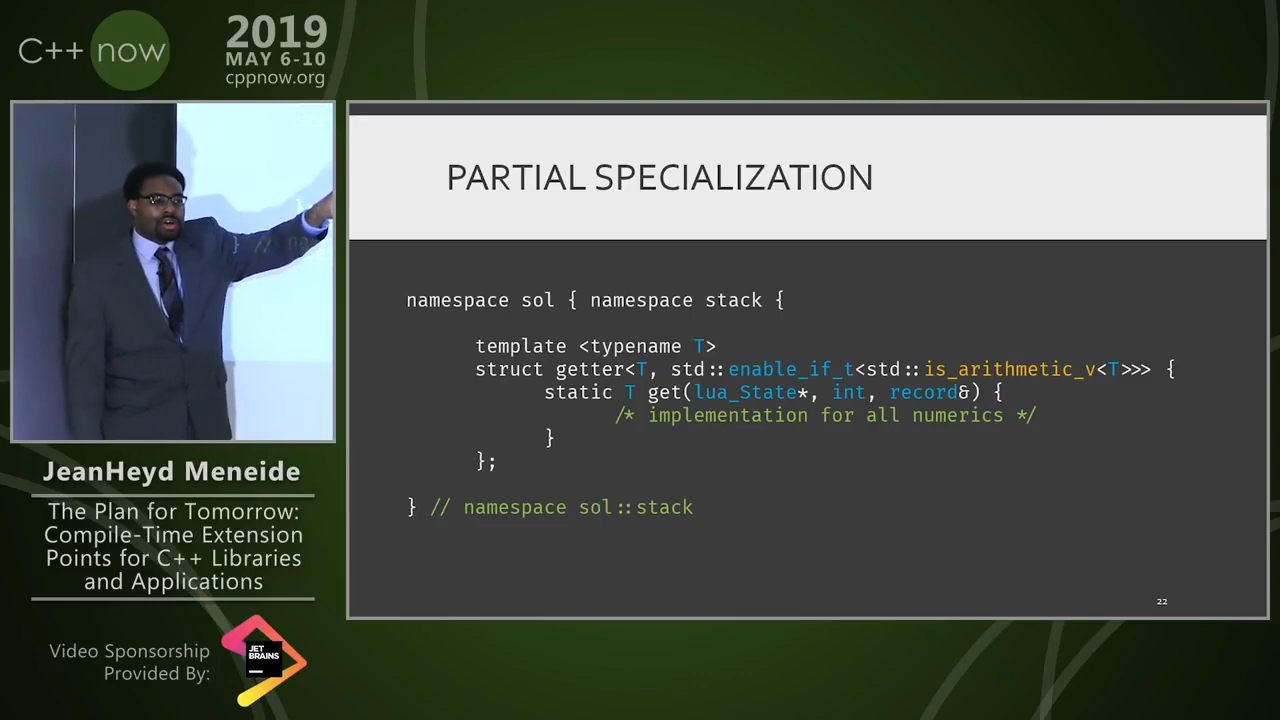 C++ now
2019
MAY 6-10
cppnow.org
PARTIAL SPECIALIZATION
namespace sol { namespace stack {
template <typename T>
struct getter<T, std::enable_if_t<std::is_arithmetic_v<T>>> {
static T get(lua_State*, int, record&) {
/* implementation for all numerics */
}
};
} // namespace sol::stack
22
JeanHeyd Meneide
The Plan for Tomorrow:
Compile-Time Extension
Points for C++ Libraries
and Applications
Video Sponsorship
Provided By:
JET
BRAINS